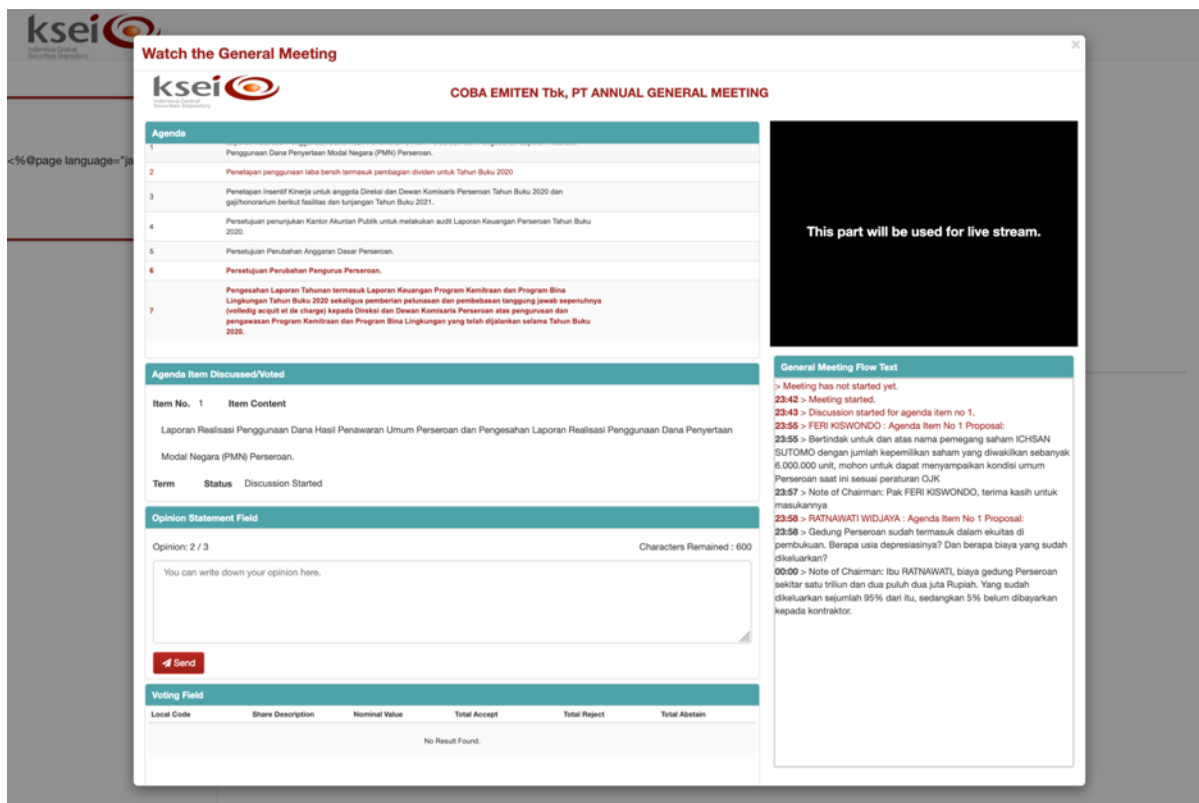 ksei
Indonesia Central
Securities Depository
<%@page language="ja
Watch the General Meeting
×
ksei
Indonesia Central
Securities Depository
COBA EMITEN Tbk, PT ANNUAL GENERAL MEETING
Agenda
1
Penggunaan Dana Penyertaan Modal Negara (PMN) Perseroan.
2 Penetapan penggunaan laba bersih termasuk pembagian dividen untuk Tahun Buku 2020
3 Penetapan Insentif Kinerja untuk anggota Direksi dan Dewan Komisaris Perseroan Tahun Buku 2020 dan
gaji/honorarium berikut fasilitas dan tunjangan Tahun Buku 2021.
4 Persetujuan penunjukan Kantor Akuntan Publik untuk melakukan audit Laporan Keuangan Perseroan Tahun Buku
2020.
5 Persetujuan Perubahan Anggaran Dasar Perseroan.
6 Persetujuan Perubahan Pengurus Perseroan.
7 Pengesahan Laporan Tahunan termasuk Laporan Keuangan Program Kemitraan dan Program Bina
Lingkungan Tahun Buku 2020 sekaligus pemberian pelunasan dan pembebasan tanggung jawab sepenuhnya
(volledig acquit et de charge) kepada Direksi dan Dewan Komisaris Perseroan atas pengurusan dan
pengawasan Program Kemitraan dan Program Bina Lingkungan yang telah dijalankan selama Tahun Buku
2020.
This part will be used for live stream.
Agenda Item Discussed/Voted
Item No. 1 Item Content
Laporan Realisasi Penggunaan Dana Hasil Penawaran Umum Perseroan dan Pengesahan Laporan Realisasi Penggunaan Dana Penyertaan
Modal Negara (PMN) Perseroan.
Term Status Discussion Started
Opinion Statement Field
Opinion: 2 / 3 Characters Remained : 600
You can write down your opinion here.
Send
Voting Field
Local Code Share Description Nominal Value Total Accept Total Reject Total Abstain
No Result Found.
General Meeting Flow Text
> Meeting has not started yet.
23:42 > Meeting started.
23:43 > Discussion started for agenda item no 1.
23:55 > FERI KISWONDO : Agenda Item No 1 Proposal:
23:55 > Bertindak untuk dan atas nama pemegang saham ICHSAN
SUTOMO dengan jumlah kepemilikan saham yang diwakilkan sebanyak
6.000.000 unit, mohon untuk dapat menyampaikan kondisi umum
Perseroan saat ini sesuai peraturan OJK
23:57 > Note of Chairman: Pak FERI KISWONDO, terima kasih untuk
masukannya
23:58 > RATNAWATI WIDJAYA : Agenda Item No 1 Proposal:
23:58 > Gedung Perseroan sudah termasuk dalam ekuitas di
pembukuan. Berapa usia depresiasinya? Dan berapa biaya yang sudah
dikeluarkan?
00:00 > Note of Chairman: Ibu RATNAWATI, biaya gedung Perseroan
sekitar satu triliun dan dua puluh dua juta Rupiah. Yang sudah
dikeluarkan sejumlah 95% dari itu, sedangkan 5% belum dibayarkan
kepada kontraktor.